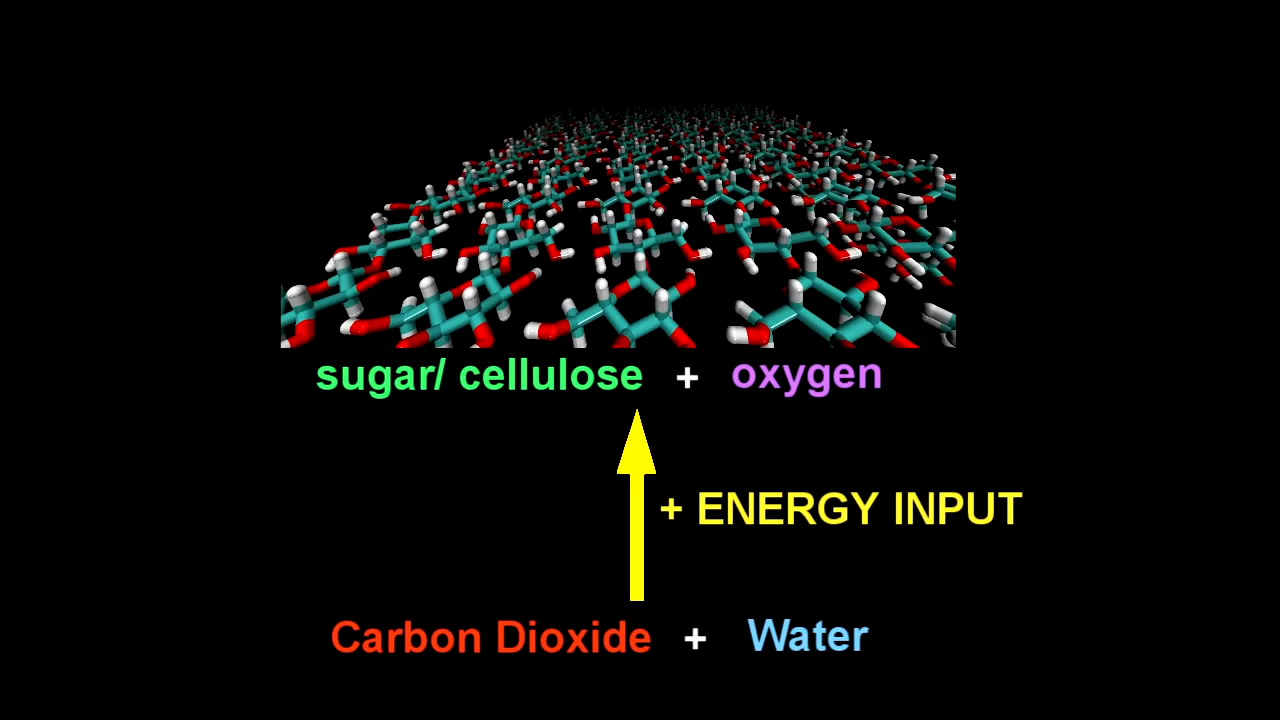 sugar/ cellulose + oxygen
+ ENERGY INPUT
Carbon Dioxide + Water